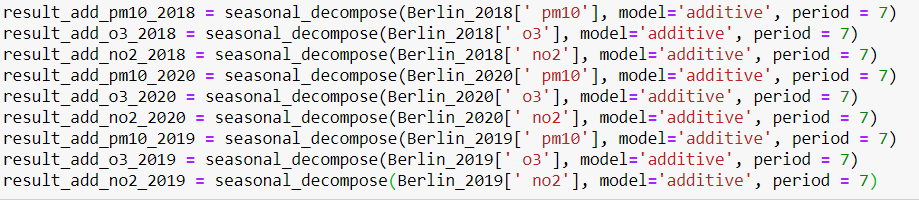 result_add_pm10_2018 = seasonal_decompose(Berlin_2018[' pm10'], model='additive', period = 7)
result_add_o3_2018 = seasonal_decompose(Berlin_2018[' o3'], model='additive', period = 7)
result_add_no2_2018 = seasonal_decompose(Berlin_2018[' no2'], model='additive', period = 7)
result_add_pm10_2020 = seasonal_decompose(Berlin_2020[' pm10'], model='additive', period = 7)
result_add_o3_2020 = seasonal_decompose(Berlin_2020[' o3'], model='additive', period = 7)
result_add_no2_2020 = seasonal_decompose(Berlin_2020[' no2'], model='additive', period = 7)
result_add_pm10_2019 = seasonal_decompose(Berlin_2019[' pm10'], model='additive', period = 7)
result_add_o3_2019 = seasonal_decompose(Berlin_2019[' o3'], model='additive', period = 7)
result_add_no2_2019 = seasonal_decompose(Berlin_2019[' no2'], model='additive', period = 7)